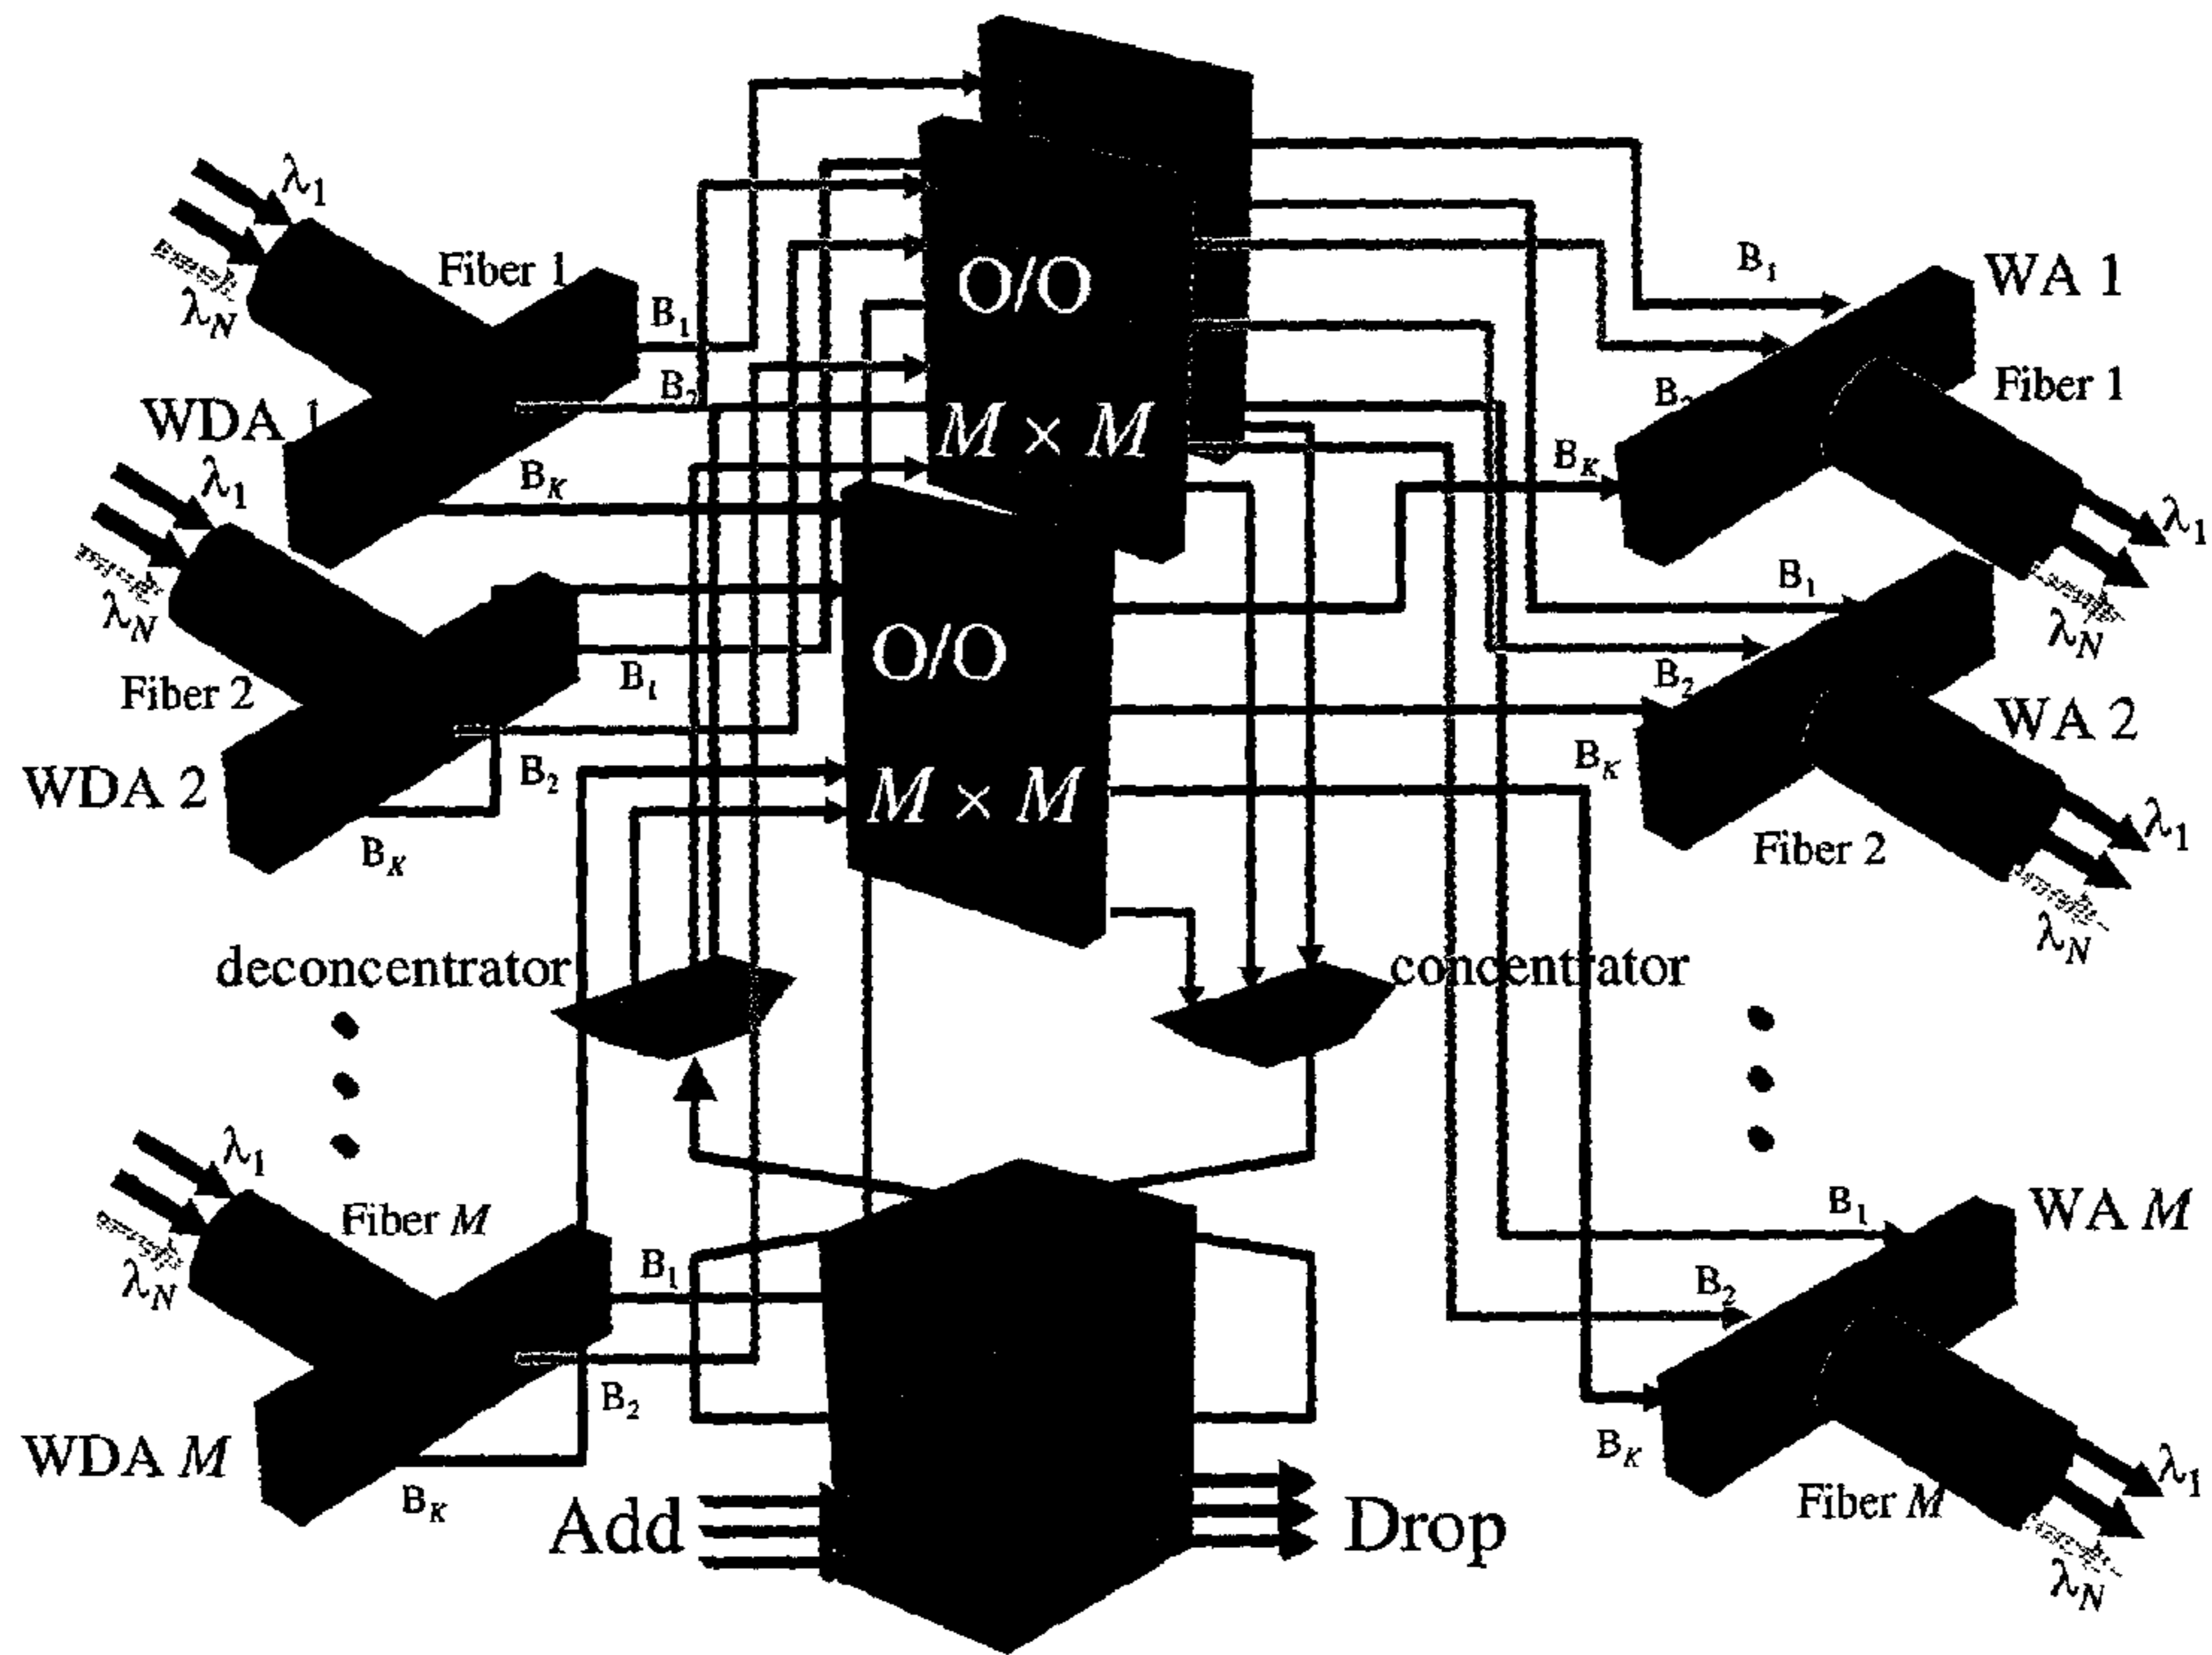 λ1
λN
Fiber 1
WDA 1
B1
B2
BK
λ1
λN
Fiber 2
WDA 2
B1
B2
BK
deconcentrator
λ1
λN
Fiber M
WDA M
B1
B2
BK
O/O
M × M
O/O
M × M
concentrator
Add
Drop
B1
B2
BK
WA 1
Fiber 1
λ1
λN
B1
B2
BK
WA 2
Fiber 2
λ1
λN
B1
B2
BK
WA M
Fiber M
λ1
λN